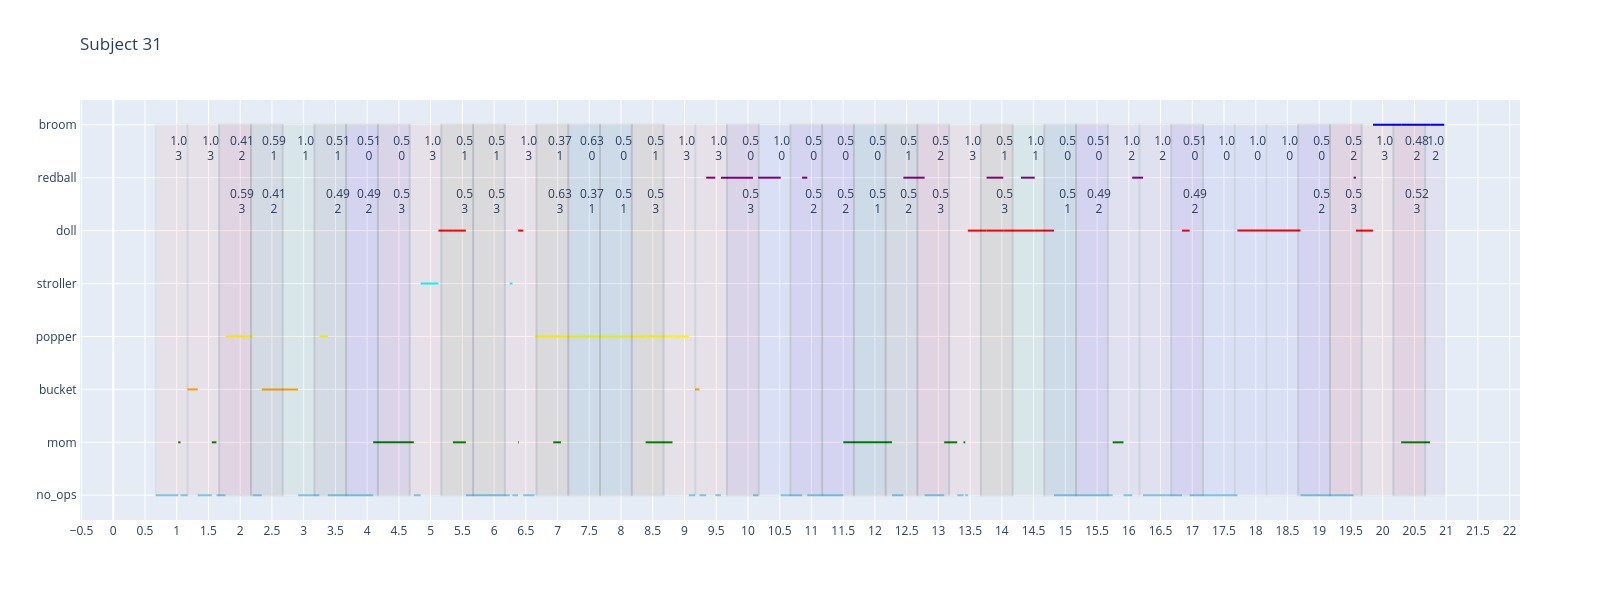 Subject 31
broom
1.0 1.0 0.41 0.59 1.0 0.51 0.51 0.5 1.0 0.5 0.5 1.0 0.37 0.63 0.5 0.5 1.0 1.0 0.5 1.0 0.5 0.5 0.5 0.5 0.5 1.0 0.5 1.0 0.5 0.51 1.0 1.0 0.51 1.0 1.0 1.0 0.5 0.5 1.0 0.48 1.0
3 3 2 1 1 1 0 0 3 1 1 3 1 0 0 1 3 3 0 0 0 0 0 1 2 3 1 1 0 0 2 2 0 0 0 0 0 2 3 2 2
redball
0.59 0.41 0.49 0.49 0.5 0.5 0.5 0.63 0.37 0.5 0.5 0.5 0.5 0.5 0.5 0.5 0.5 0.5 0.5 0.49 0.49 0.5 0.5 0.52
3 2 2 2 3 3 3 3 1 1 3 3 2 2 1 2 3 3 1 2 2 2 3 3
doll
stroller
popper
bucket
mom
no_ops
−0.5 0 0.5 1 1.5 2 2.5 3 3.5 4 4.5 5 5.5 6 6.5 7 7.5 8 8.5 9 9.5 10 10.5 11 11.5 12 12.5 13 13.5 14 14.5 15 15.5 16 16.5 17 17.5 18 18.5 19 19.5 20 20.5 21 21.5 22